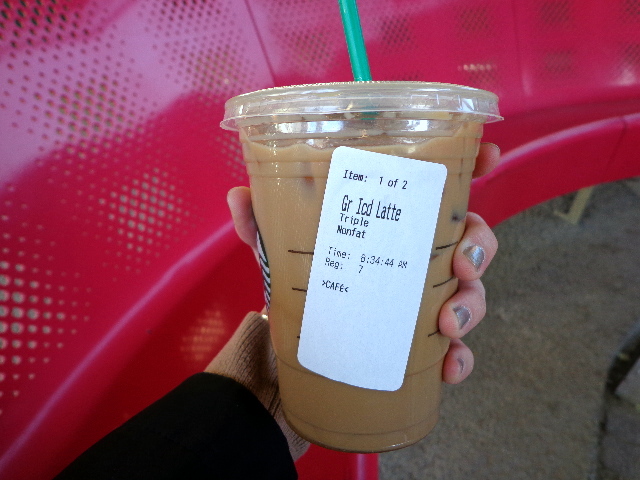 Item: 1 of 2
Gr Icd Latte
Triple
Nonfat
Time: 6:34:44 AM
Reg: 7
>CAFE<